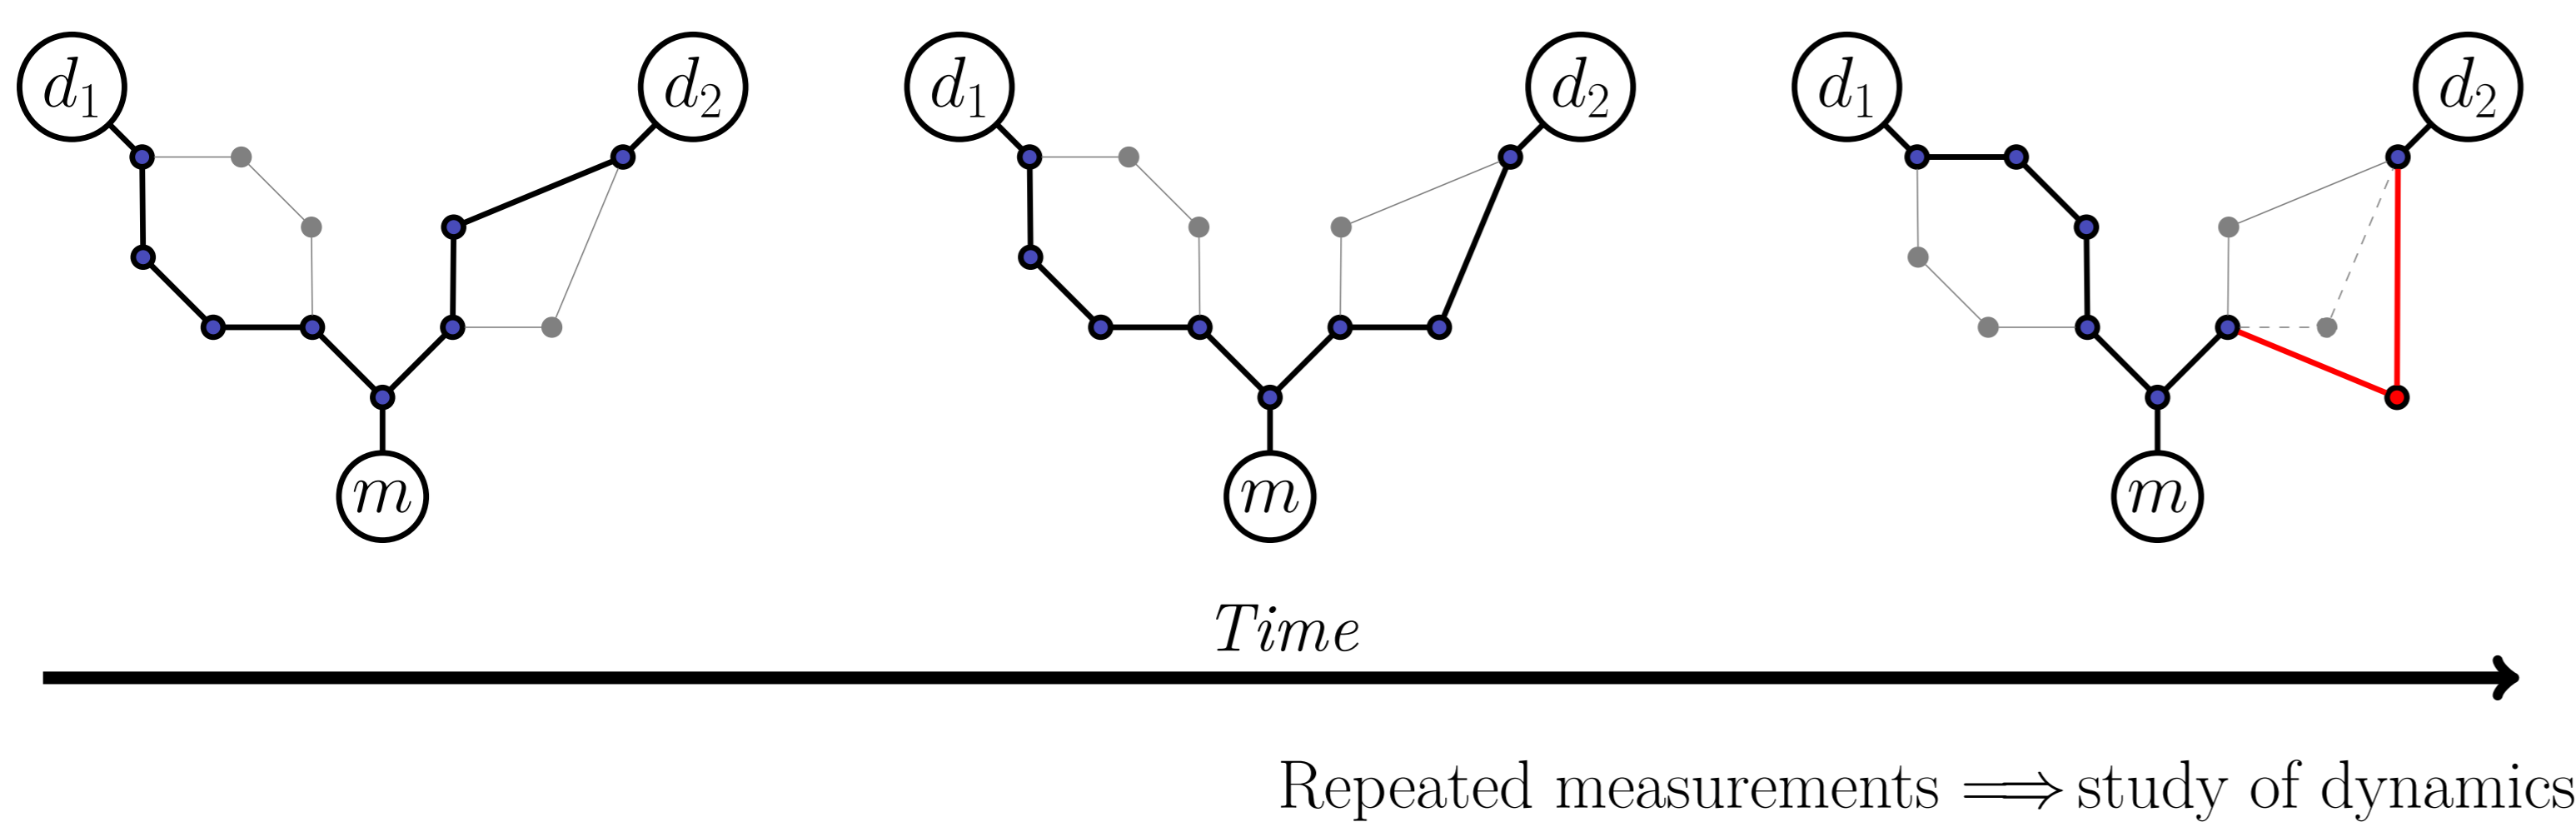 d₁ d₂ d₁ d₂ d₁ d₂
m m m
Time
Repeated measurements ⟹ study of dynamics